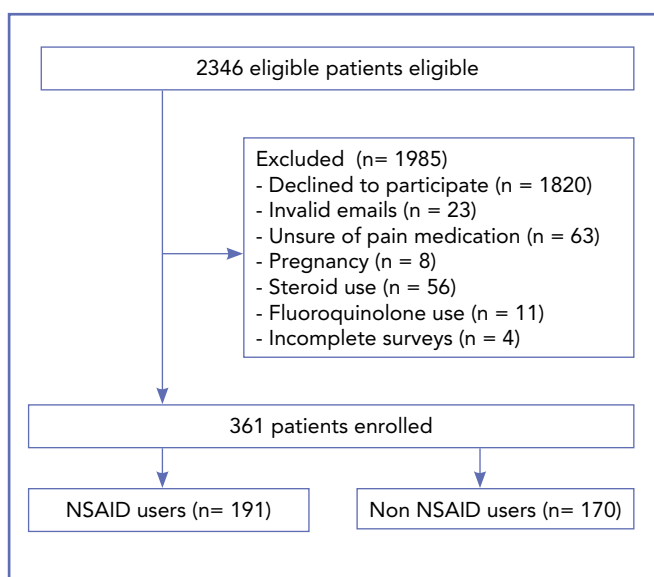 2346 eligible patients eligible
Excluded (n= 1985)
- Declined to participate (n = 1820)
- Invalid emails (n = 23)
- Unsure of pain medication (n = 63)
- Pregnancy (n = 8)
- Steroid use (n = 56)
- Fluoroquinolone use (n = 11)
- Incomplete surveys (n = 4)
361 patients enrolled
NSAID users (n= 191)
Non NSAID users (n= 170)